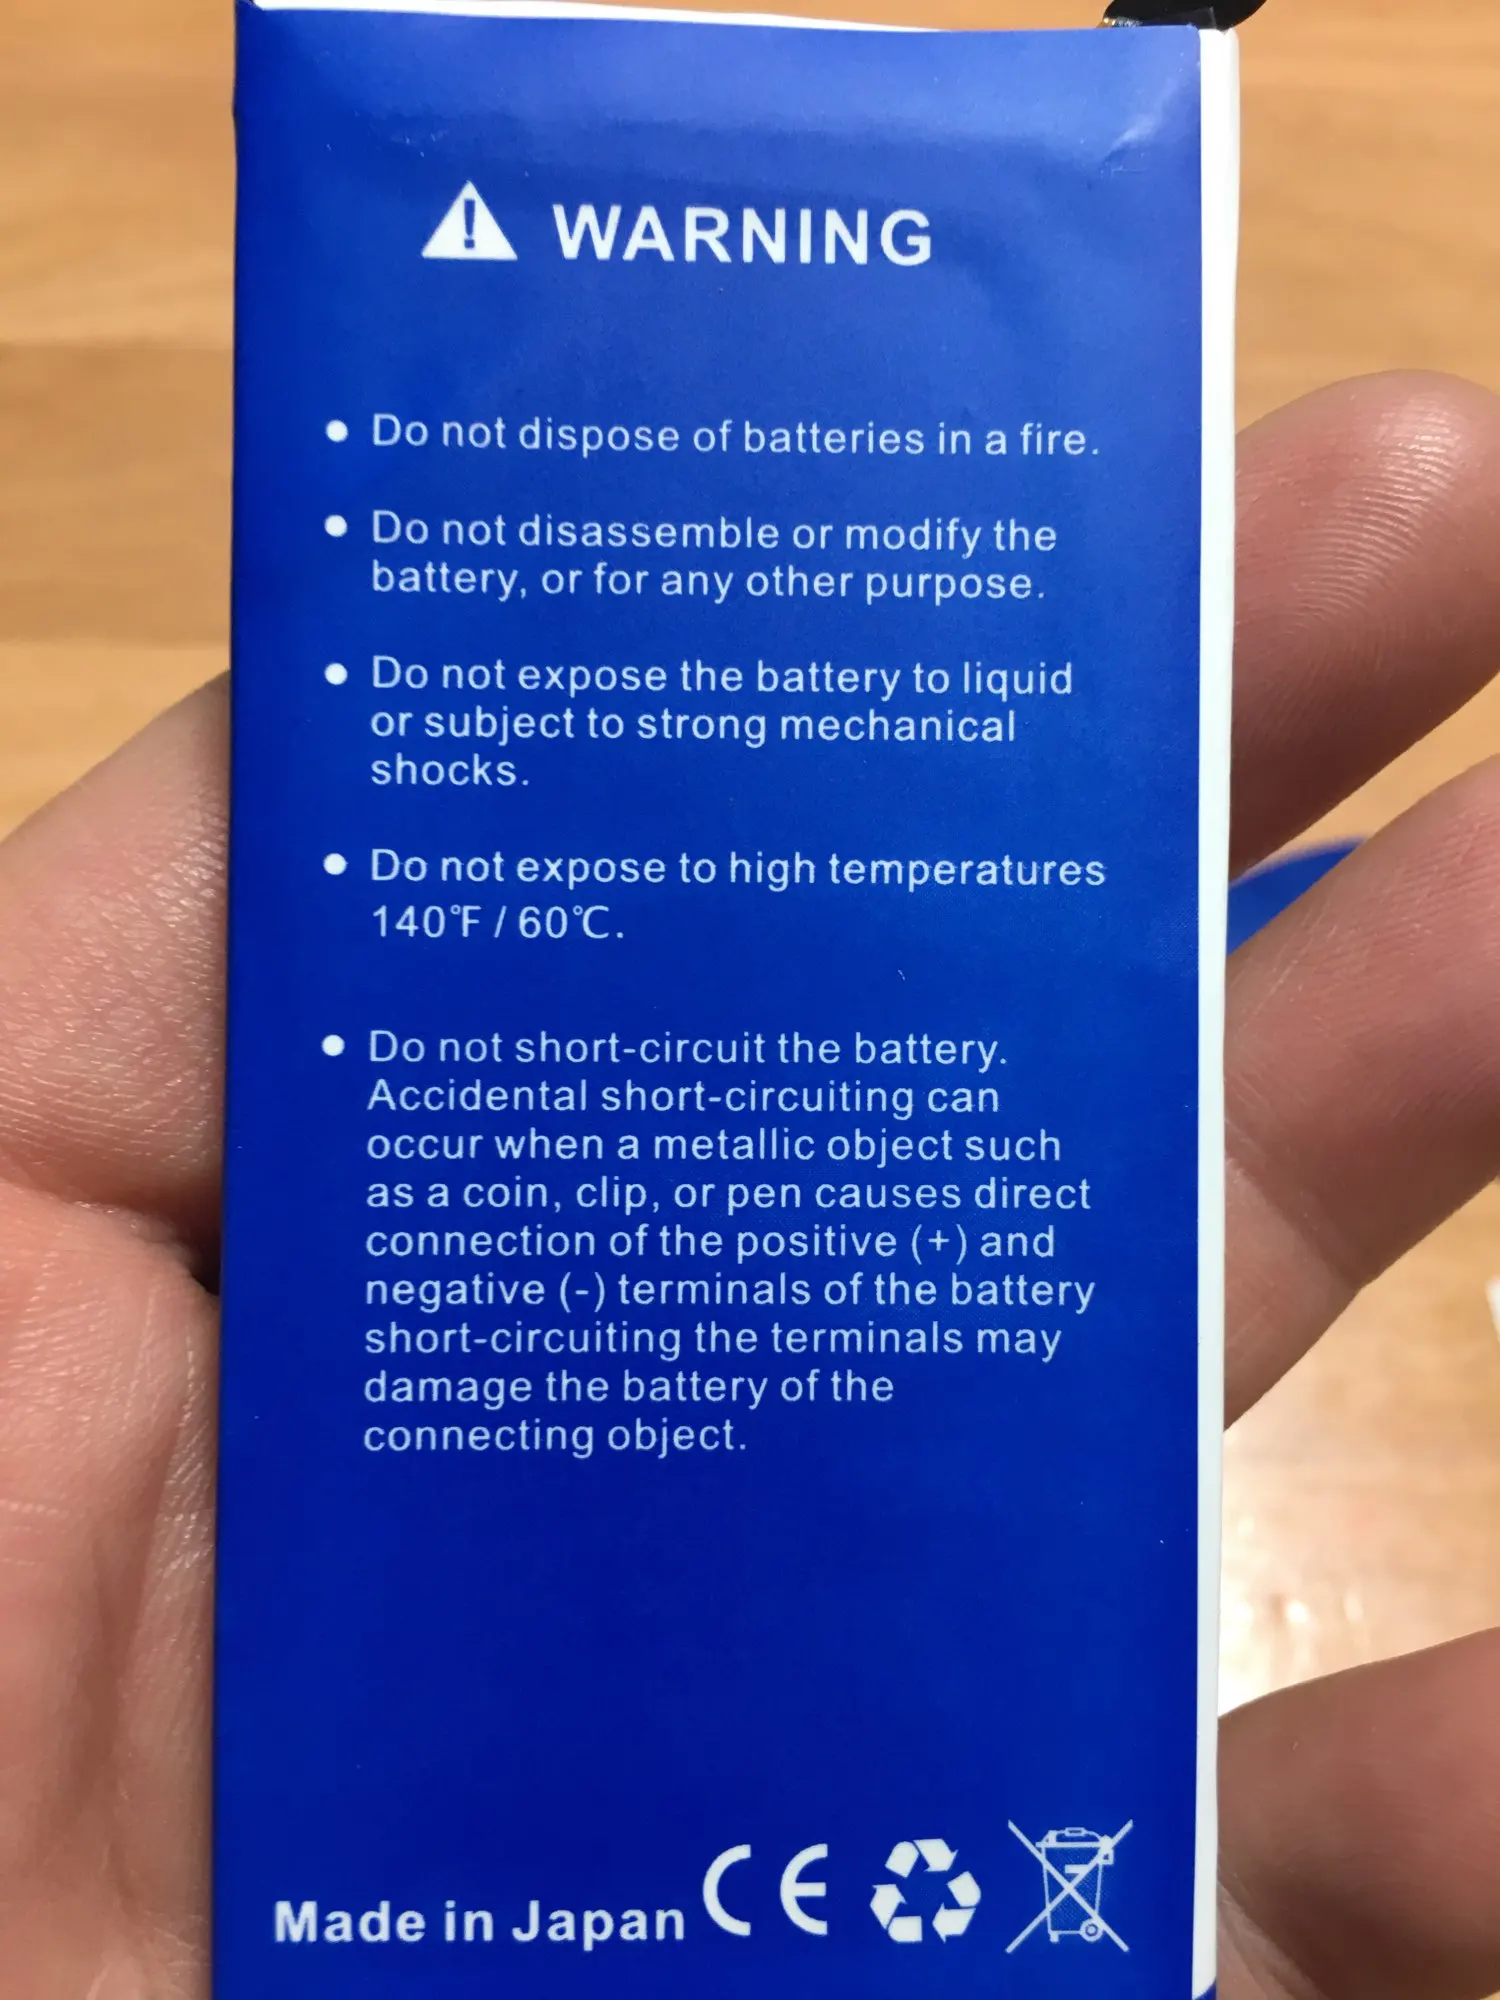 WARNING
● Do not dispose of batteries in a fire.
● Do not disassemble or modify the
battery, or for any other purpose.
● Do not expose the battery to liquid
or subject to strong mechanical
shocks.
● Do not expose to high temperatures
140℉ / 60℃.
● Do not short-circuit the battery.
Accidental short-circuiting can
occur when a metallic object such
as a coin, clip, or pen causes direct
connection of the positive (+) and
negative (-) terminals of the battery
short-circuiting the terminals may
damage the battery of the
connecting object.
Made in Japan CE